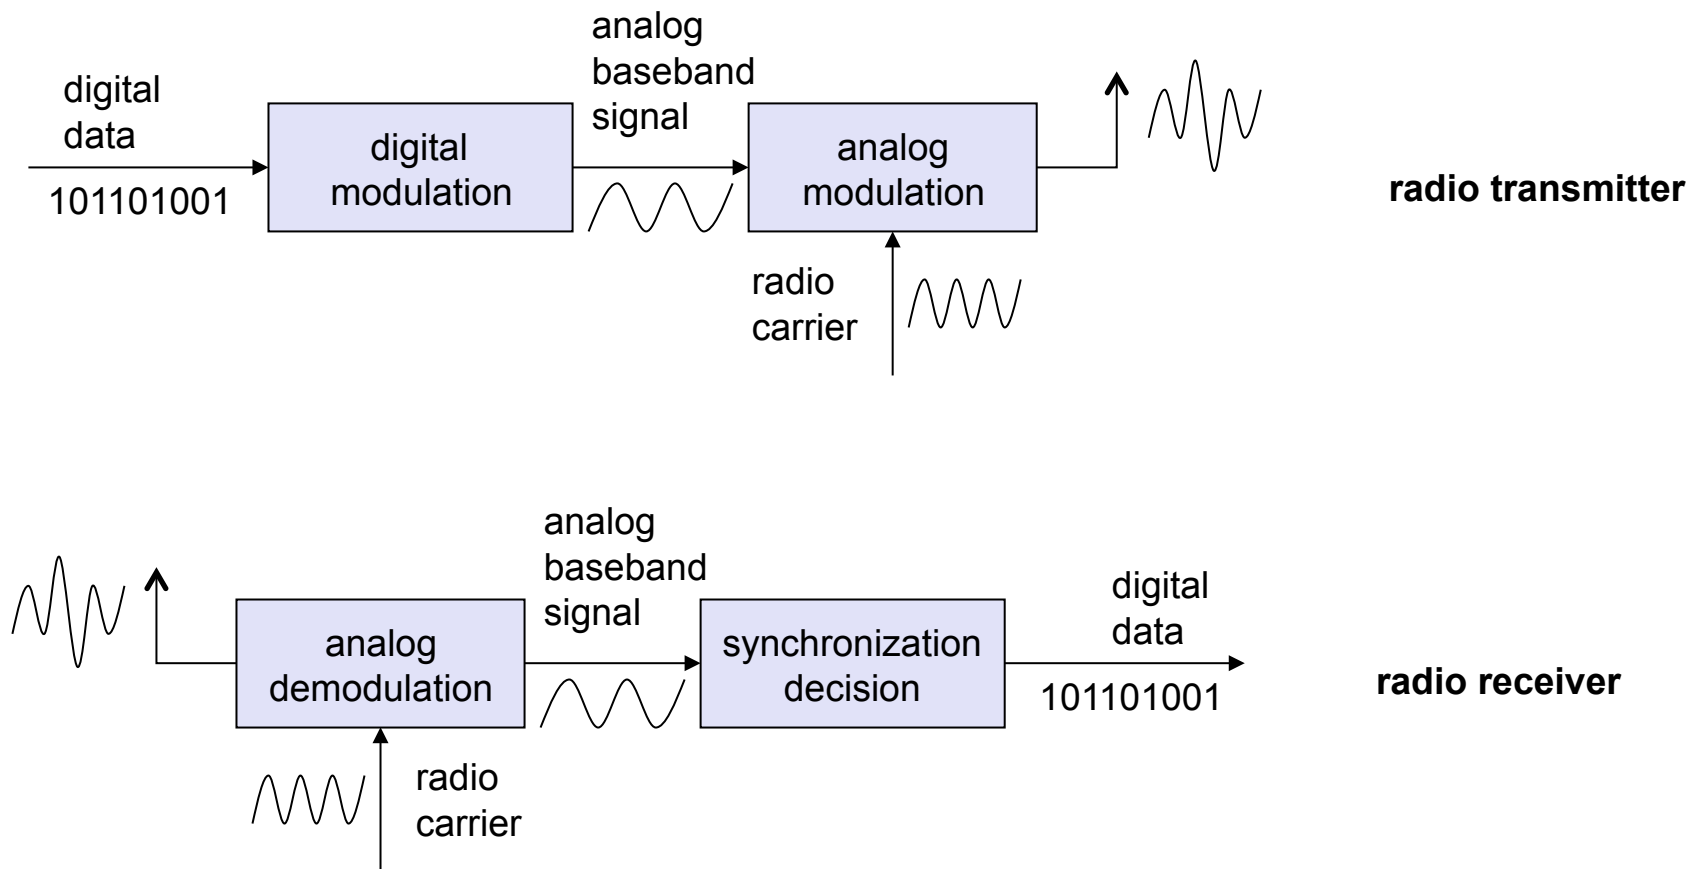 analog
baseband
signal
digital
data
101101001
digital
modulation
analog
modulation
radio transmitter
radio
carrier
analog
baseband
signal
digital
data
analog
demodulation
synchronization
decision
101101001
radio receiver
radio
carrier